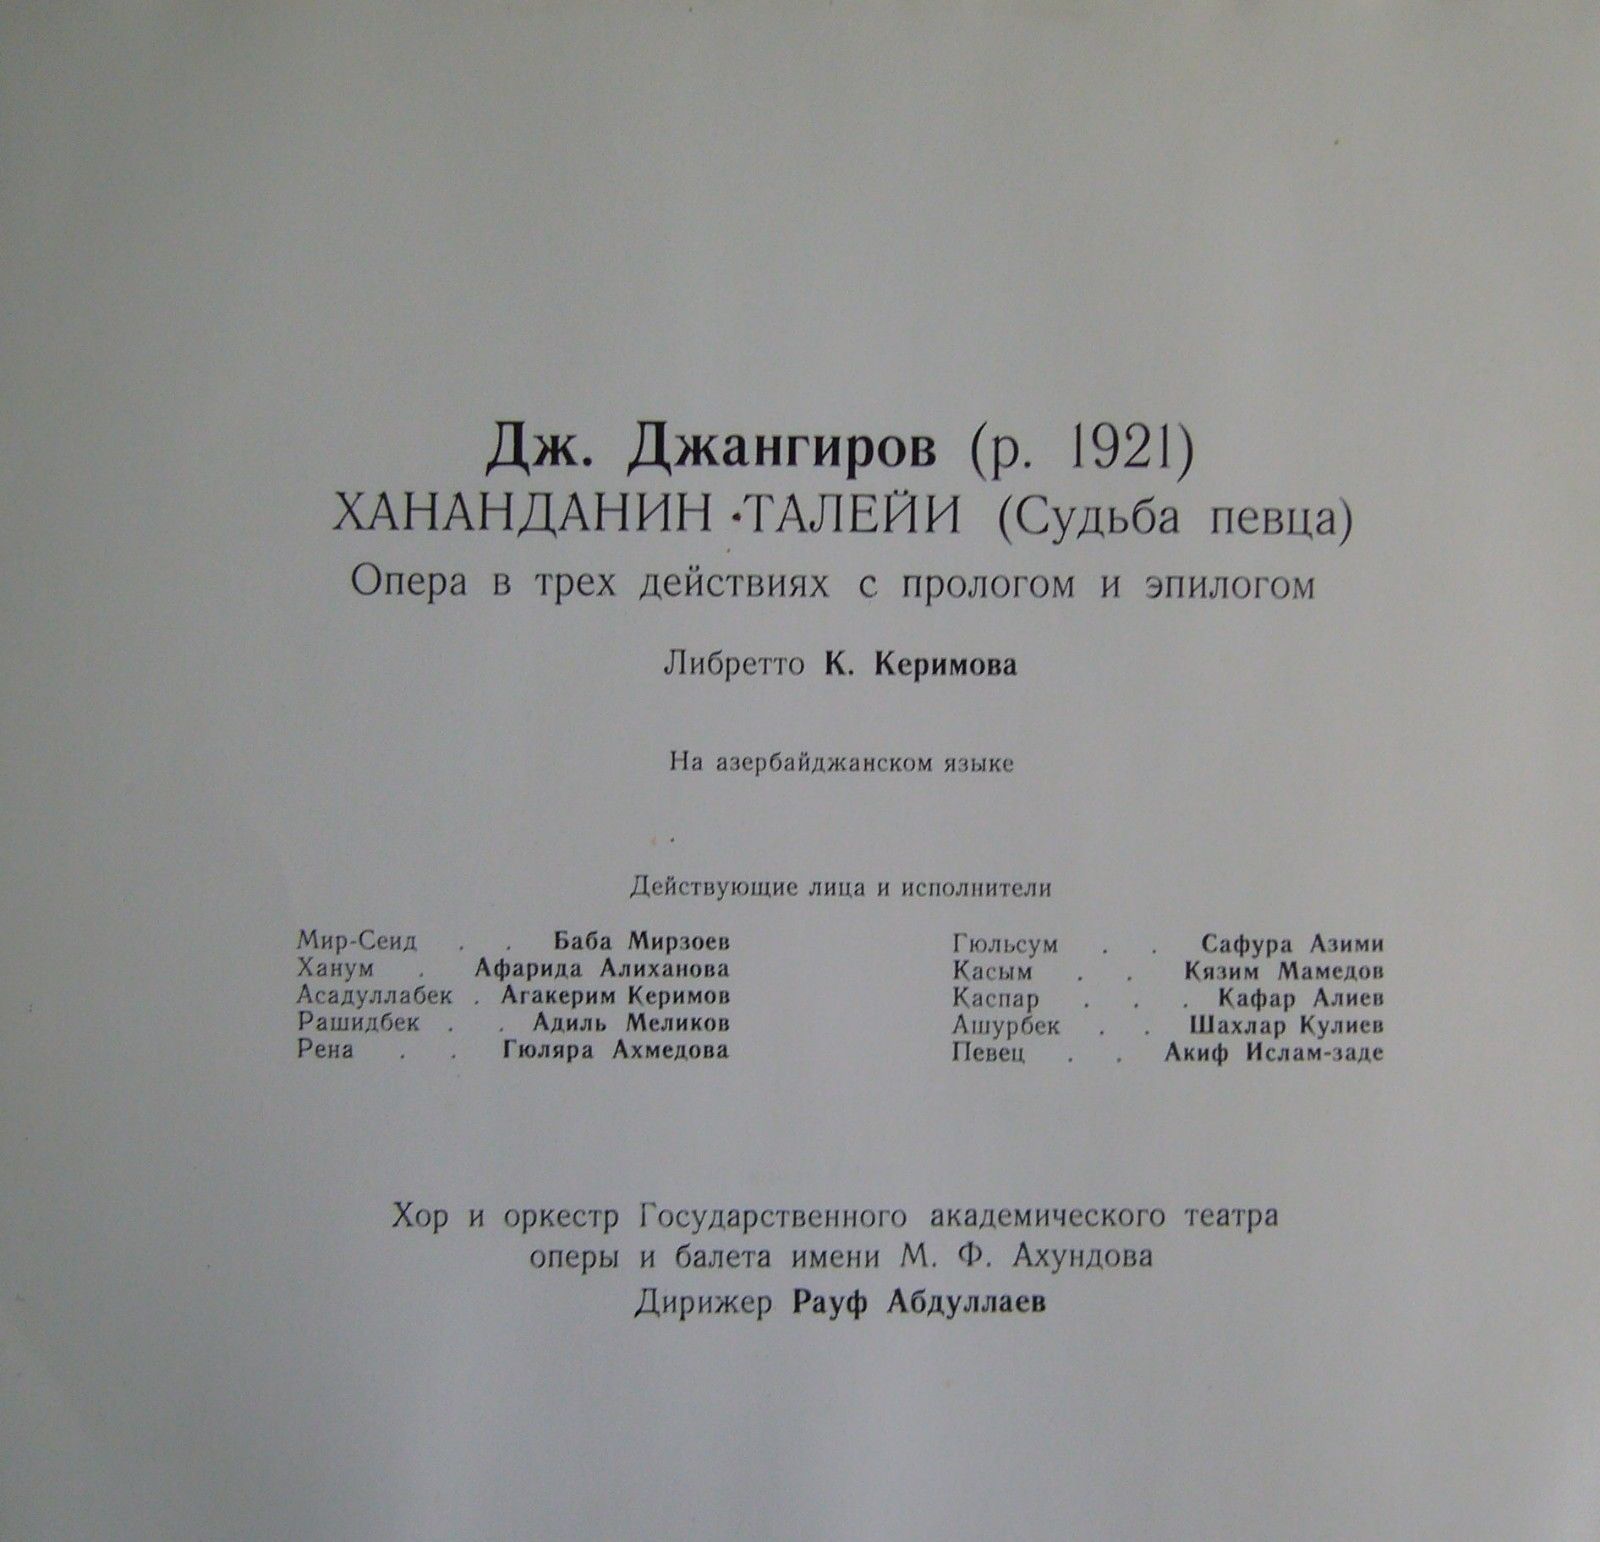 Дж. Джангиров (р. 1921)
ХАНАНДАНИН ТАЛЕЙИ (Судьба певца)
Опера в трех действиях с прологом и эпилогом
Либретто К. Керимова
На азербайджанском языке
Действующие лица и исполнители
Мир-Сеид . . Баба Мирзоев
Ханум . Афарида Алиханова
Асадуллабек . Агакерим Керимов
Рашидбек . . Адиль Меликов
Рена . . Гюляра Ахмедова
Гюльсум . . Сафура Азими
Касым . . Кязим Мамедов
Каспар . . . Кафар Алиев
Ашурбек . . Шахлар Кулиев
Певец . . Акиф Ислам-заде
Хор и оркестр Государственного академического театра
оперы и балета имени М. Ф. Ахундова
Дирижер Рауф Абдуллаев